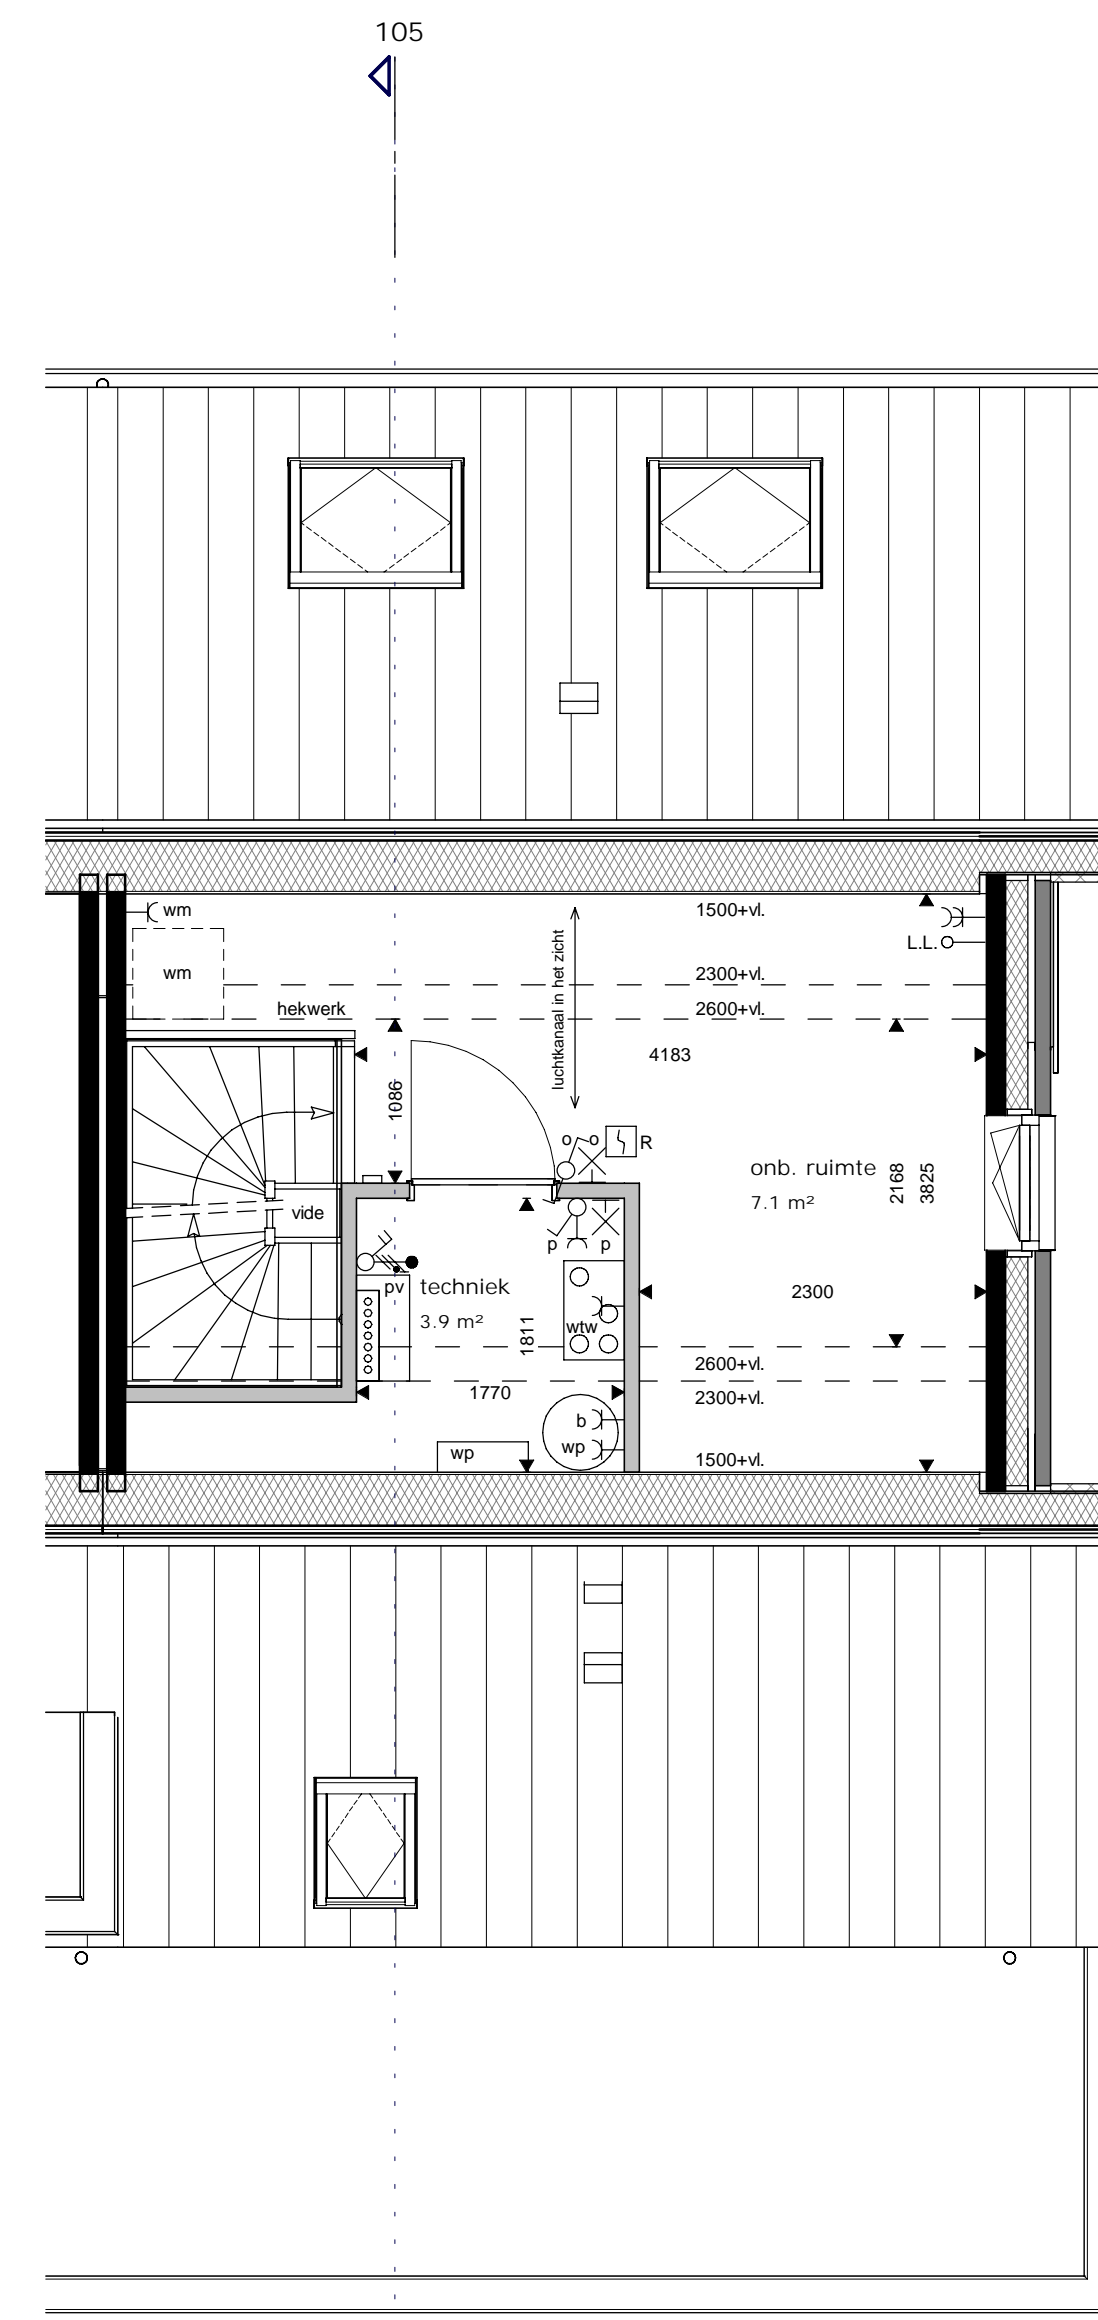 105
wm
1500+vl.
L.L.
wm
2300+vl.
hekwerk
2600+vl.
luchtkanaal in het zicht
4183
1086
o
o
R
onb. ruimte
7.1 m²
2168
3825
vide
p
p
pv
techniek
3.9 m²
2300
1811
wtw
2600+vl.
1770
2300+vl.
b
wp
wp
1500+vl.